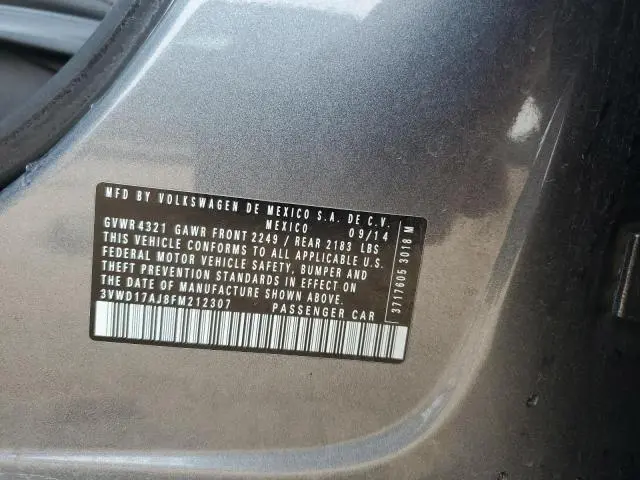 MFD BY VOLKSWAGEN DE MEXICO S.A. DE C.V.
MEXICO 09/14
GVWR 4321 GAWR FRONT 2249 / REAR 2183 LBS
THIS VEHICLE CONFORMS TO ALL APPLICABLE U.S.
FEDERAL MOTOR VEHICLE SAFETY, BUMPER AND
THEFT PREVENTION STANDARDS IN EFFECT ON
THE DATE OF MANUFACTURE SHOWN ABOVE.
3VWD17AJ8FM212307 PASSENGER CAR
3717605 3018 M